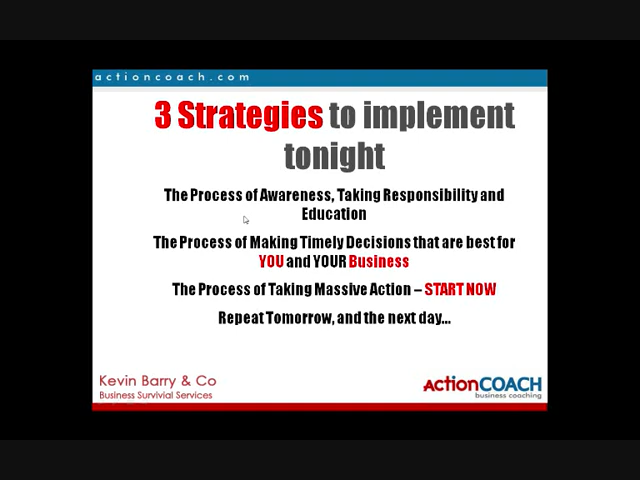 actioncoach.com
3 Strategies to implement
tonight
The Process of Awareness, Taking Responsibility and
Education
The Process of Making Timely Decisions that are best for
YOU and YOUR Business
The Process of Taking Massive Action – START NOW
Repeat Tomorrow, and the next day...
Kevin Barry & Co
Business Survivial Services
ACTiONCOACH
business coaching